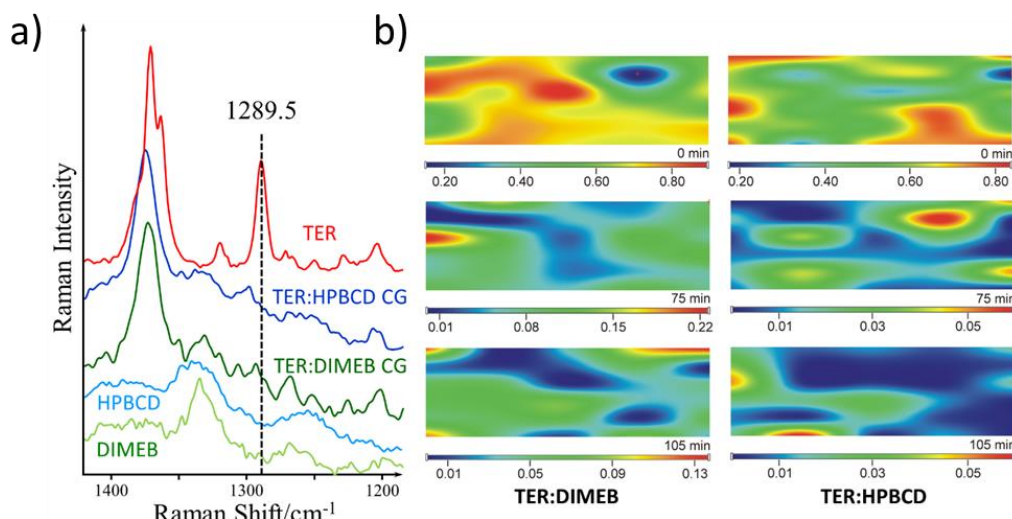 a)
b)
1289.5
TER
TER:HPBCD CG
TER:DIMEB CG
HPBCD
DIMEB
Raman Intensity
1400 1300 1200
Raman Shift/cm-1
0 min
0.20 0.40 0.60 0.80
0 min
0.20 0.40 0.60 0.80
75 min
0.01 0.08 0.15 0.22
75 min
0.01 0.03 0.05
105 min
0.01 0.05 0.10 0.13
105 min
0.01 0.03 0.05
TER:DIMEB
TER:HPBCD